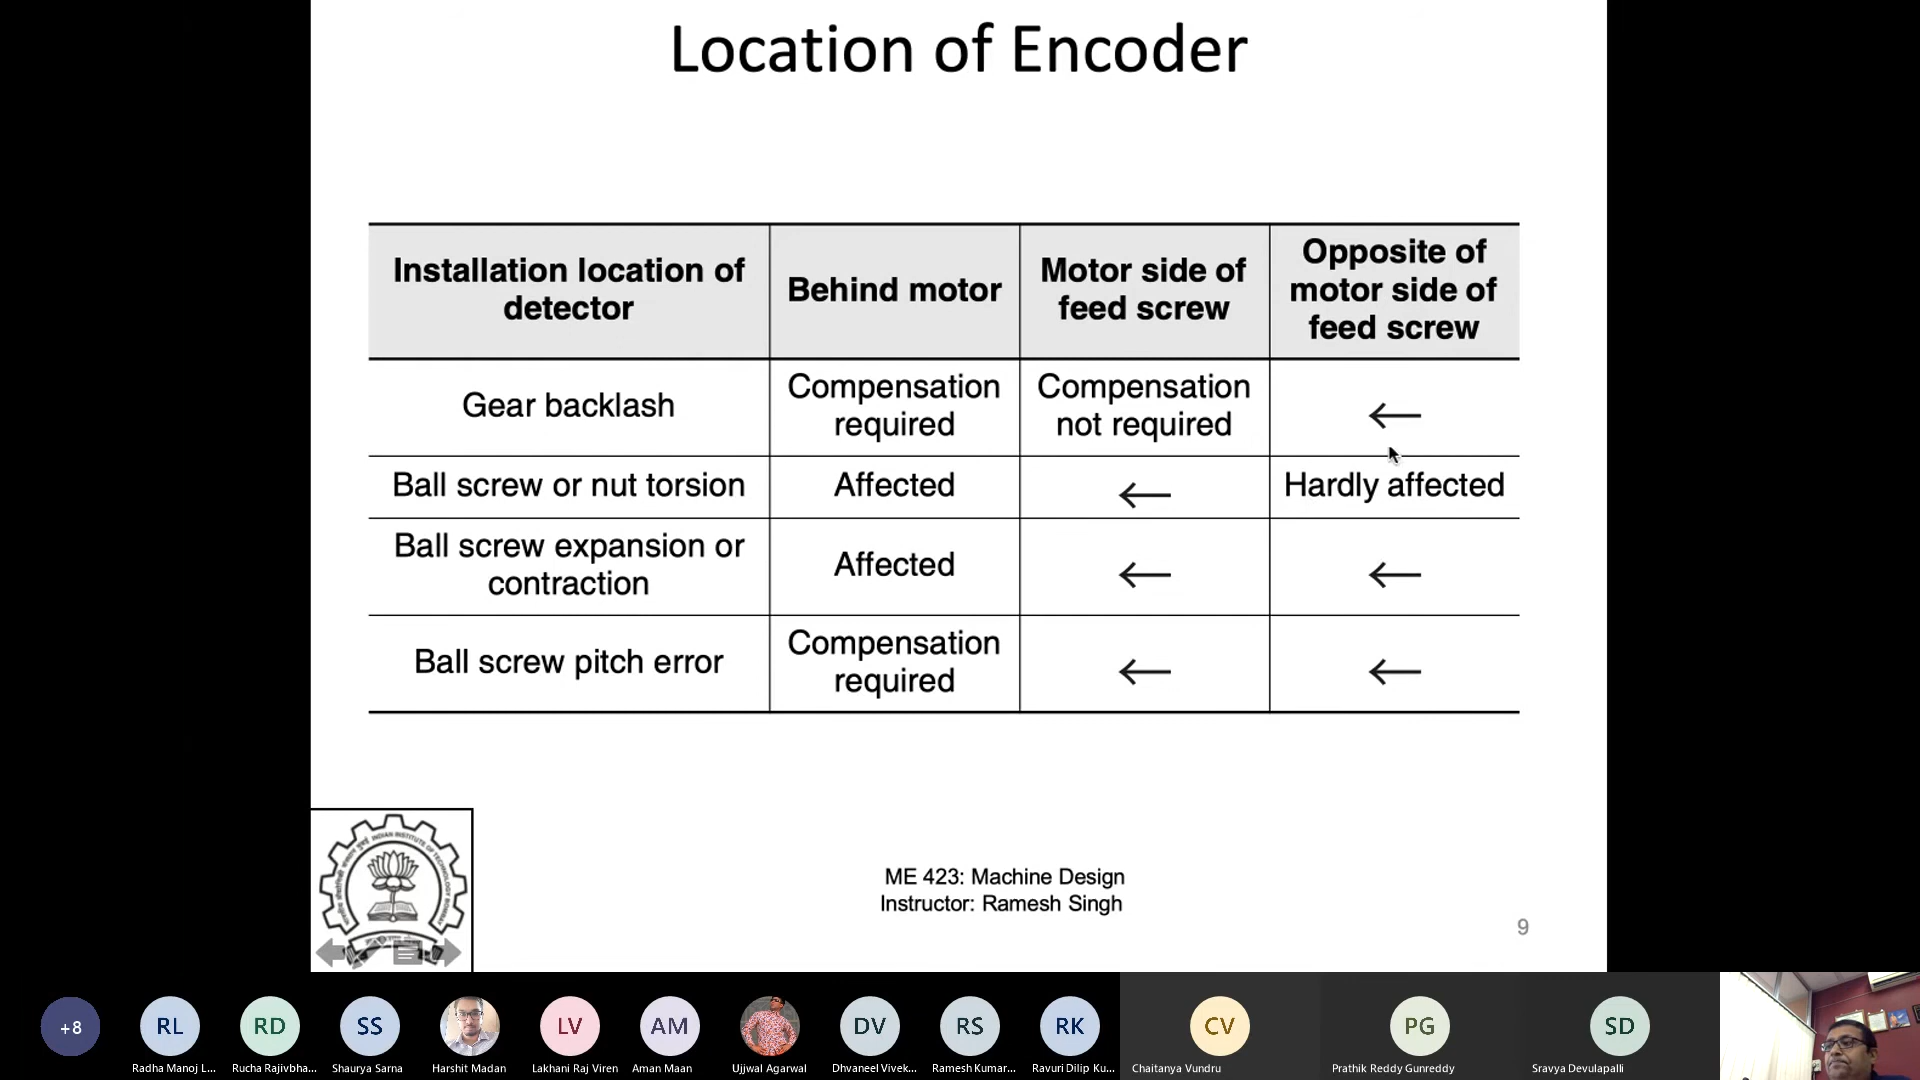 Location of Encoder
Installation location of
detector
Behind motor
Motor side of
feed screw
Opposite of
motor side of
feed screw
Gear backlash
Compensation
required
Compensation
not required
←
Ball screw or nut torsion
Affected
←
Hardly affected
Ball screw expansion or
contraction
Affected
←
←
Ball screw pitch error
Compensation
required
←
←
INDIAN INSTITUTE OF TECHNOLOGY BOMBAY
ME 423: Machine Design
Instructor: Ramesh Singh
9
+8
RL
RD
SS
LV
AM
DV
RS
RK
CV
PG
SD
Radha Manoj L...
Rucha Rajivbha...
Shaurya Sarna
Harshit Madan
Lakhani Raj Viren
Aman Maan
Ujjwal Agarwal
Dhvaneel Vivek...
Ramesh Kumar...
Ravuri Dilip Ku...
Chaitanya Vundru
Prathik Reddy Gunreddy
Sravya Devulapalli